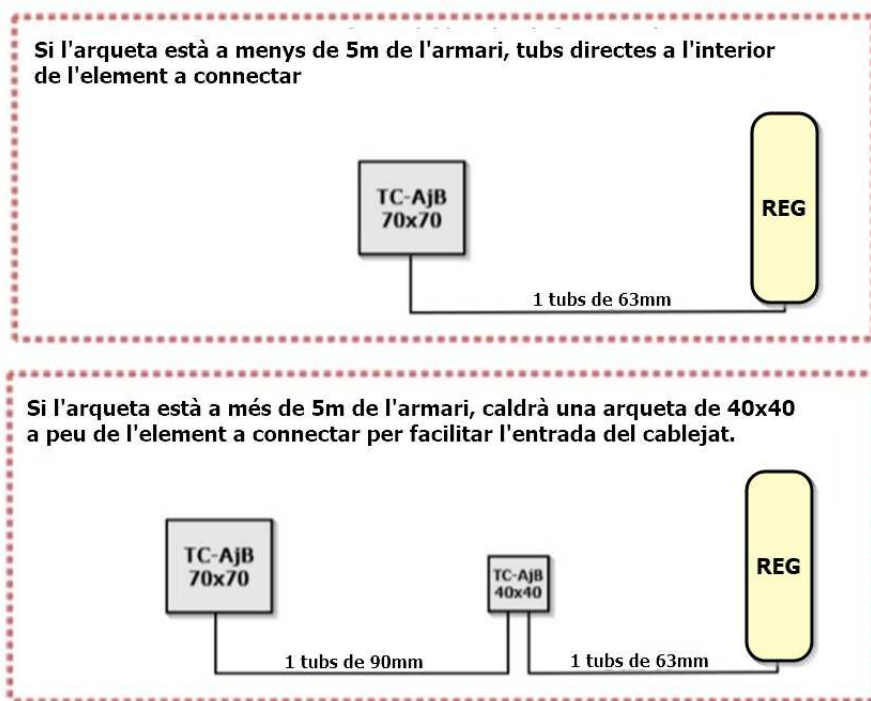 Si l'arqueta està a menys de 5m de l'armari, tubs directes a l'interior
de l'element a connectar
TC-AjB
70x70
REG
1 tubs de 63mm
Si l'arqueta està a més de 5m de l'armari, caldrà una arqueta de 40x40
a peu de l'element a connectar per facilitar l'entrada del cablejat.
TC-AjB
70x70
TC-AjB
40x40
REG
1 tubs de 90mm
1 tubs de 63mm